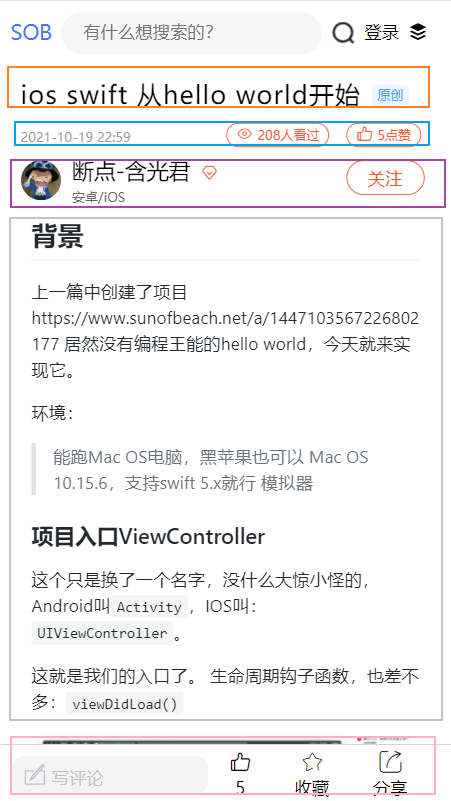 SOB 有什么想搜索的? 登录
ios swift 从hello world开始 原创
2021-10-19 22:59 208人看过 5点赞
断点-含光君 关注
安卓/iOS
背景
上一篇中创建了项目
https://www.sunofbeach.net/a/1447103567226802
177 居然没有编程王能的hello world，今天就来实
现它。
环境：
能跑Mac OS电脑，黑苹果也可以 Mac OS
10.15.6，支持swift 5.x就行 模拟器
项目入口ViewController
这个只是换了一个名字，没什么大惊小怪的，
Android叫Activity，IOS叫：
UIViewController。
这就是我们的入口了。 生命周期钩子函数，也差不
多：viewDidLoad()
写评论 5 收藏 分享